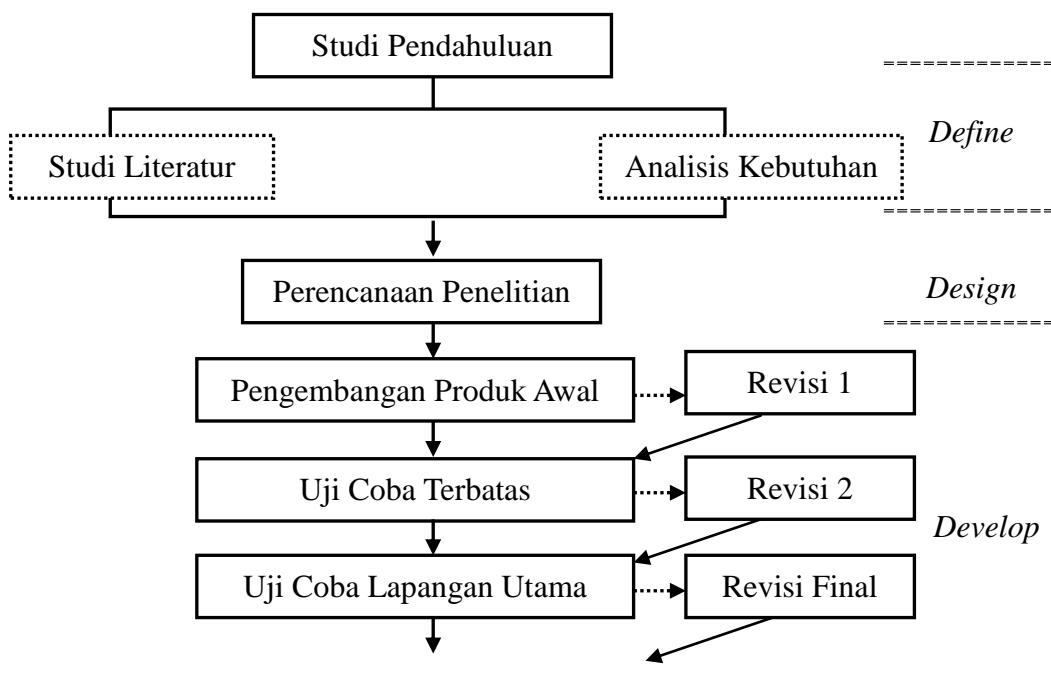 Studi Pendahuluan
Define
Studi Literatur
Analisis Kebutuhan
Perencanaan Penelitian
Design
Pengembangan Produk Awal
Revisi 1
Uji Coba Terbatas
Revisi 2
Develop
Uji Coba Lapangan Utama
Revisi Final